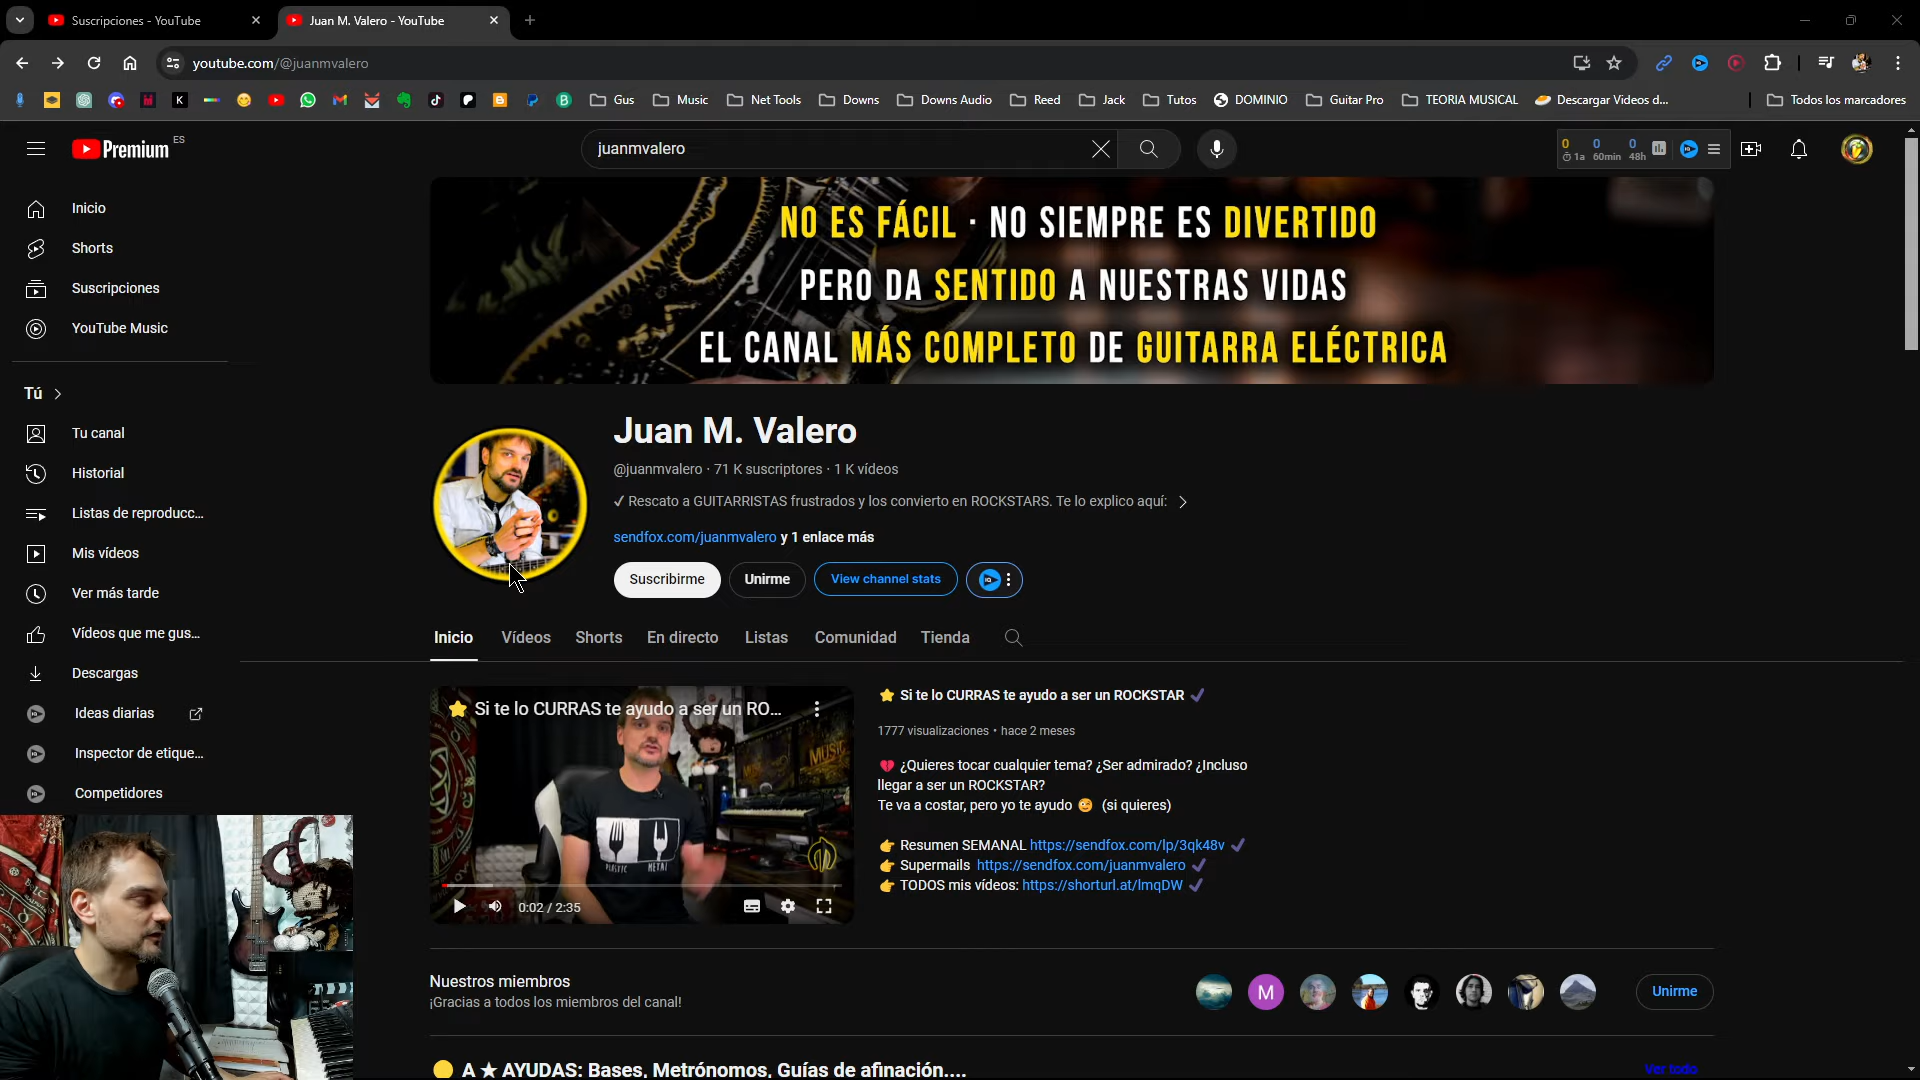 Suscripciones - YouTube
Juan M. Valero - YouTube
youtube.com/@juanmvalero
K
Gus
Music
Net Tools
Downs
Downs Audio
Reed
Jack
Tutos
DOMINIO
Guitar Pro
TEORIA MUSICAL
Descargar Videos d...
Todos los marcadores
Premium ES
juanmvalero
0 0 0
1a 60min 48h
Inicio
Shorts
Suscripciones
YouTube Music
Tú
Tu canal
Historial
Listas de reproducc...
Mis vídeos
Ver más tarde
Vídeos que me gus...
Descargas
Ideas diarias
Inspector de etique...
Competidores
NO ES FÁCIL · NO SIEMPRE ES DIVERTIDO
PERO DA SENTIDO A NUESTRAS VIDAS
EL CANAL MÁS COMPLETO DE GUITARRA ELÉCTRICA
Juan M. Valero
@juanmvalero · 71 K suscriptores · 1 K vídeos
✓ Rescato a GUITARRISTAS frustrados y los convierto en ROCKSTARS. Te lo explico aquí:
sendfox.com/juanmvalero y 1 enlace más
Suscribirme
Unirme
View channel stats
Inicio
Vídeos
Shorts
En directo
Listas
Comunidad
Tienda
⭐ Si te lo CURRAS te ayudo a ser un RO...
MUSIC
PLASTIC METAL
0:02 / 2:35
⭐ Si te lo CURRAS te ayudo a ser un ROCKSTAR ✓
1777 visualizaciones • hace 2 meses
💔 ¿Quieres tocar cualquier tema? ¿Ser admirado? ¿Incluso
llegar a ser un ROCKSTAR?
Te va a costar, pero yo te ayudo 😉 (si quieres)
👉 Resumen SEMANAL https://sendfox.com/lp/3qk48v ✓
👉 Supermails https://sendfox.com/juanmvalero ✓
👉 TODOS mis vídeos: https://shorturl.at/lmqDW ✓
Nuestros miembros
¡Gracias a todos los miembros del canal!
M
Unirme
🟡 A ★ AYUDAS: Bases, Metrónomos, Guías de afinación....
Ver todo